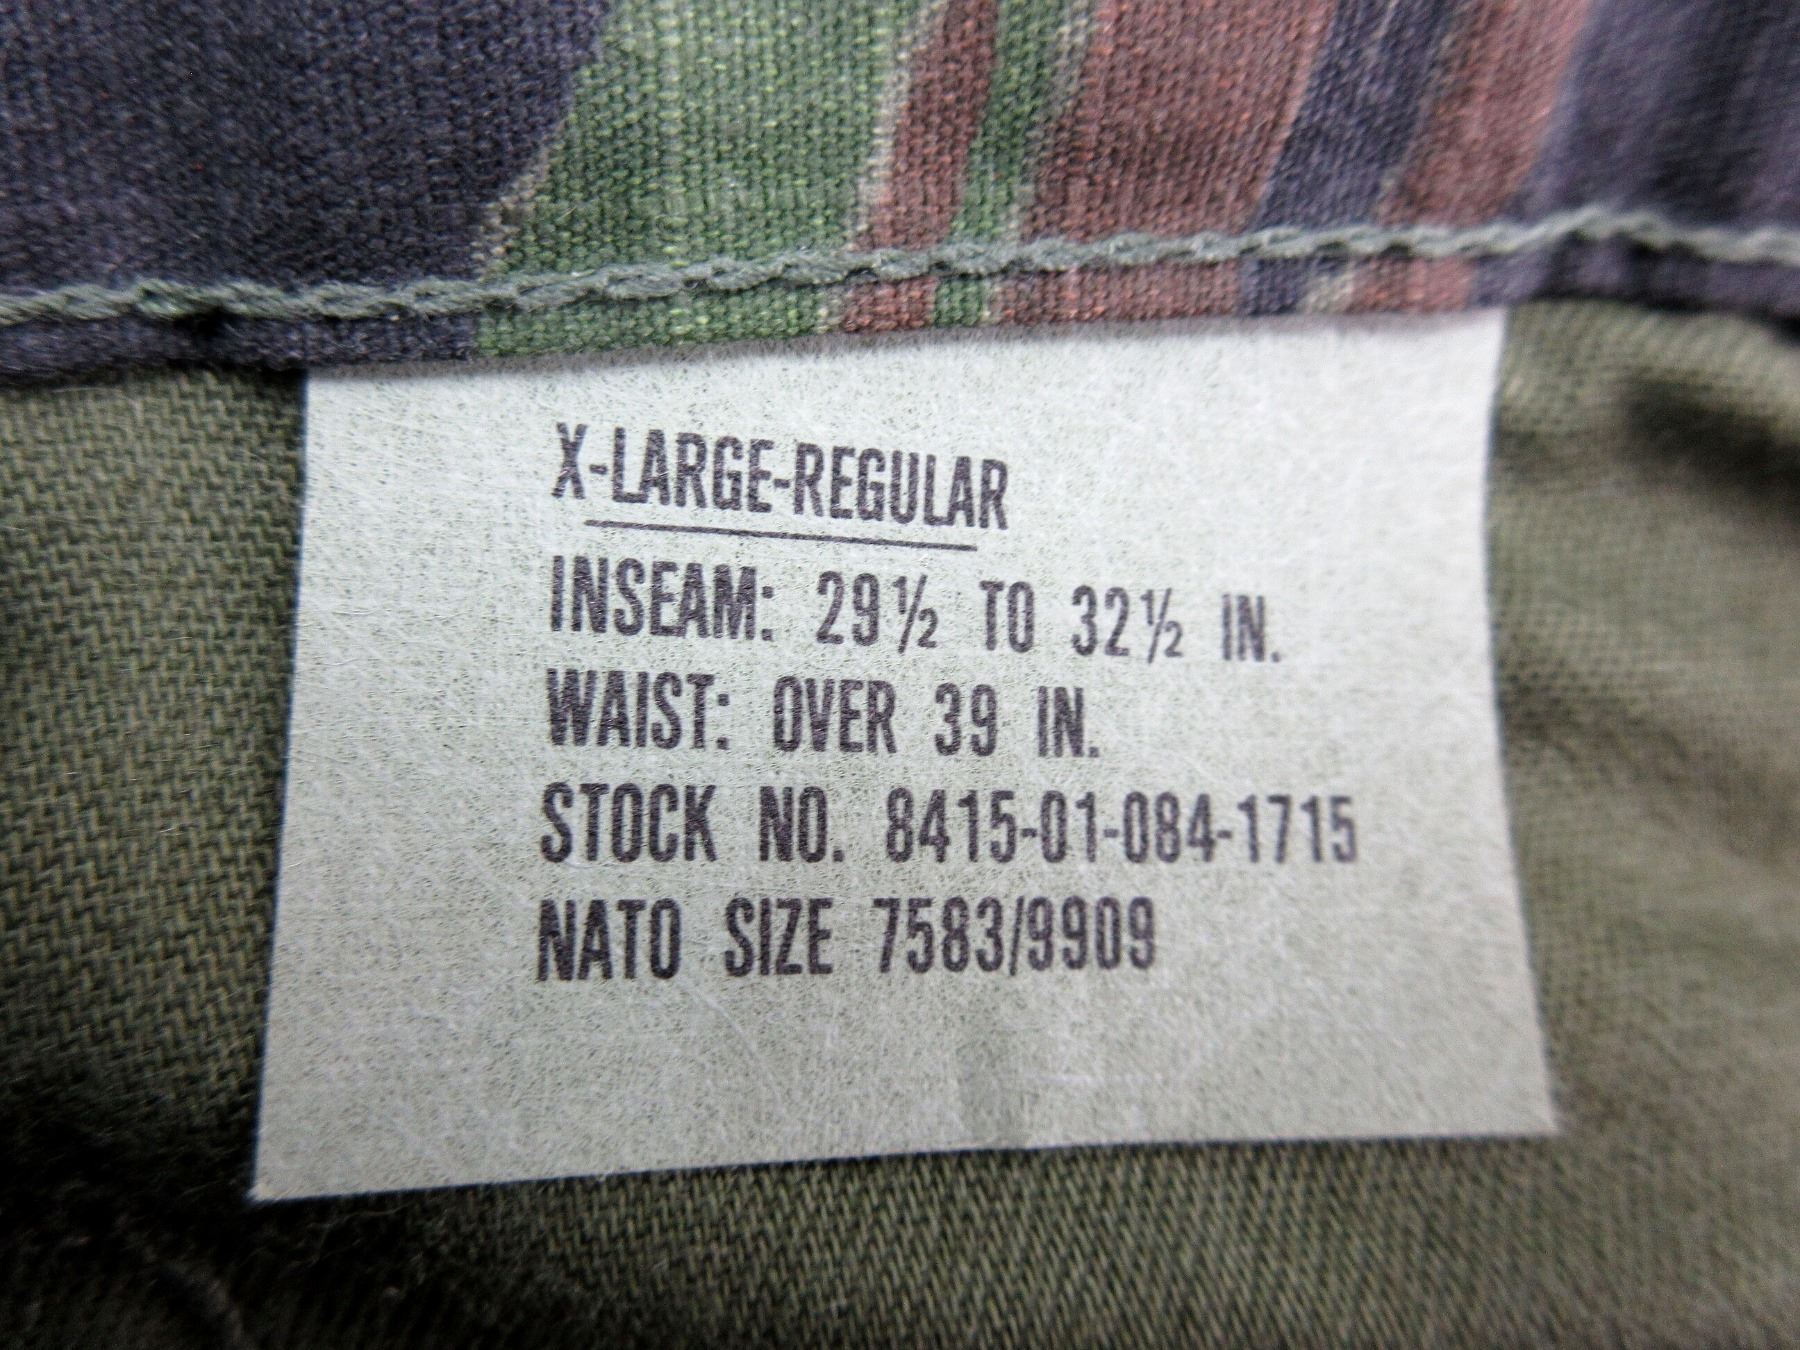 X-LARGE-REGULAR
INSEAM: 29½ TO 32½ IN.
WAIST: OVER 39 IN.
STOCK NO. 8415-01-084-1715
NATO SIZE 7583/9909